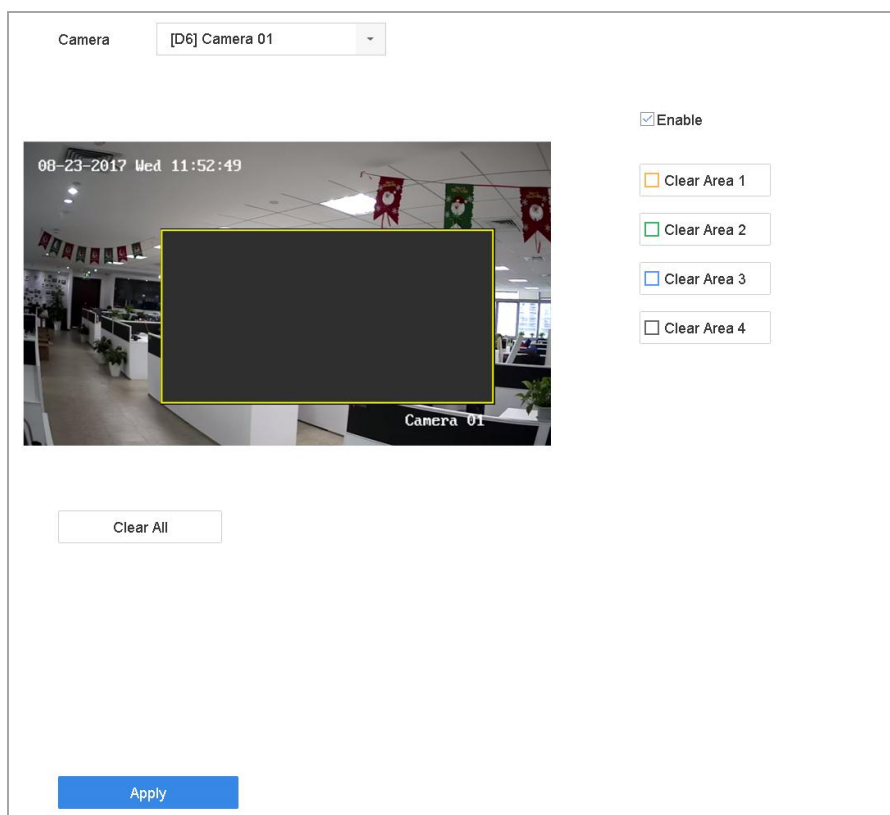 Camera [D6] Camera 01
Enable
08-23-2017 Wed 11:52:49
Clear Area 1
Clear Area 2
Clear Area 3
Clear Area 4
Camera 01
Clear All
Apply